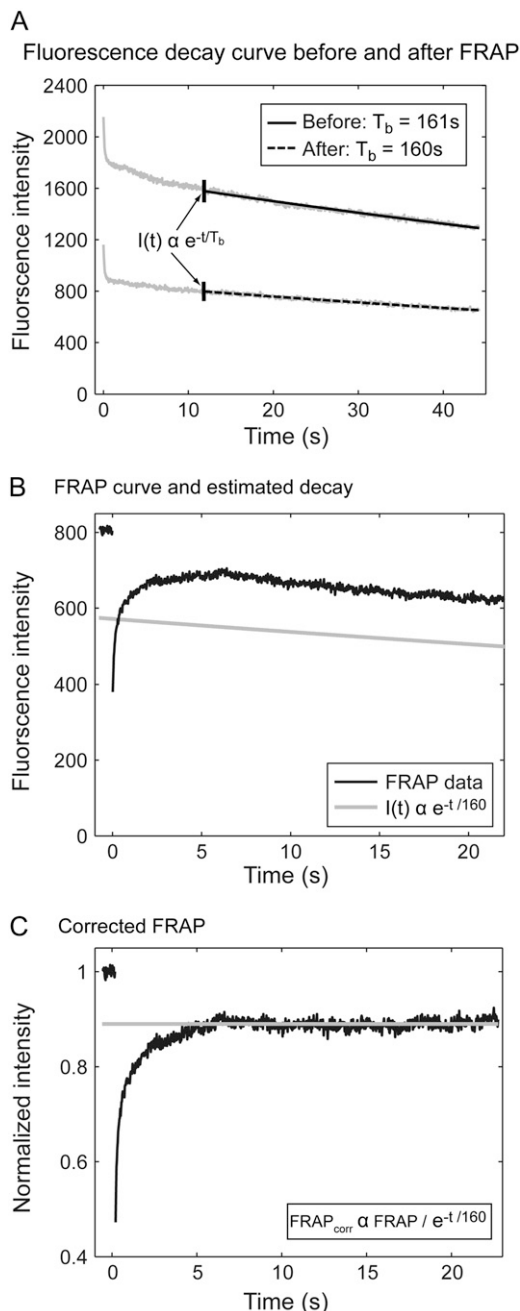 A
Fluorescence decay curve before and after FRAP
2400
2000
1600
1200
800
400
0
Fluorscence intensity
Before: T_b = 161s
After: T_b = 160s
I(t) α e^-t/T_b
0 10 20 30 40
Time (s)
B FRAP curve and estimated decay
800
600
400
200
0
Fluorscence intensity
FRAP data
I(t) α e^-t /160
0 5 10 15 20
Time (s)
C Corrected FRAP
1
0.8
0.6
0.4
Normalized intensity
FRAP_corr α FRAP / e^-t /160
0 5 10 15 20
Time (s)